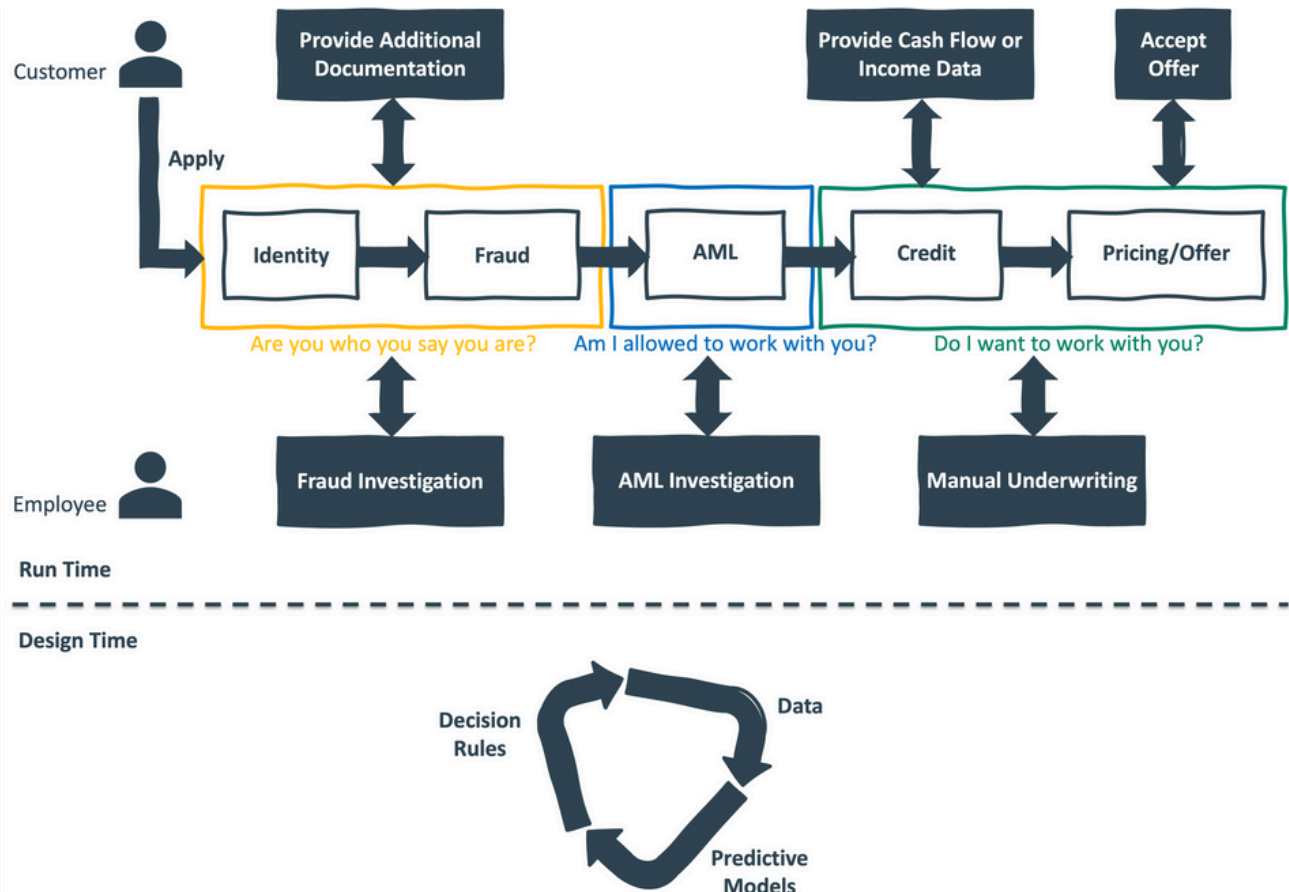 Customer
Provide Additional
Documentation
Provide Cash Flow or
Income Data
Accept
Offer
Apply
Identity
Fraud
AML
Credit
Pricing/Offer
Are you who you say you are?
Am I allowed to work with you?
Do I want to work with you?
Employee
Fraud Investigation
AML Investigation
Manual Underwriting
Run Time
Design Time
Decision
Rules
Data
Predictive
Models